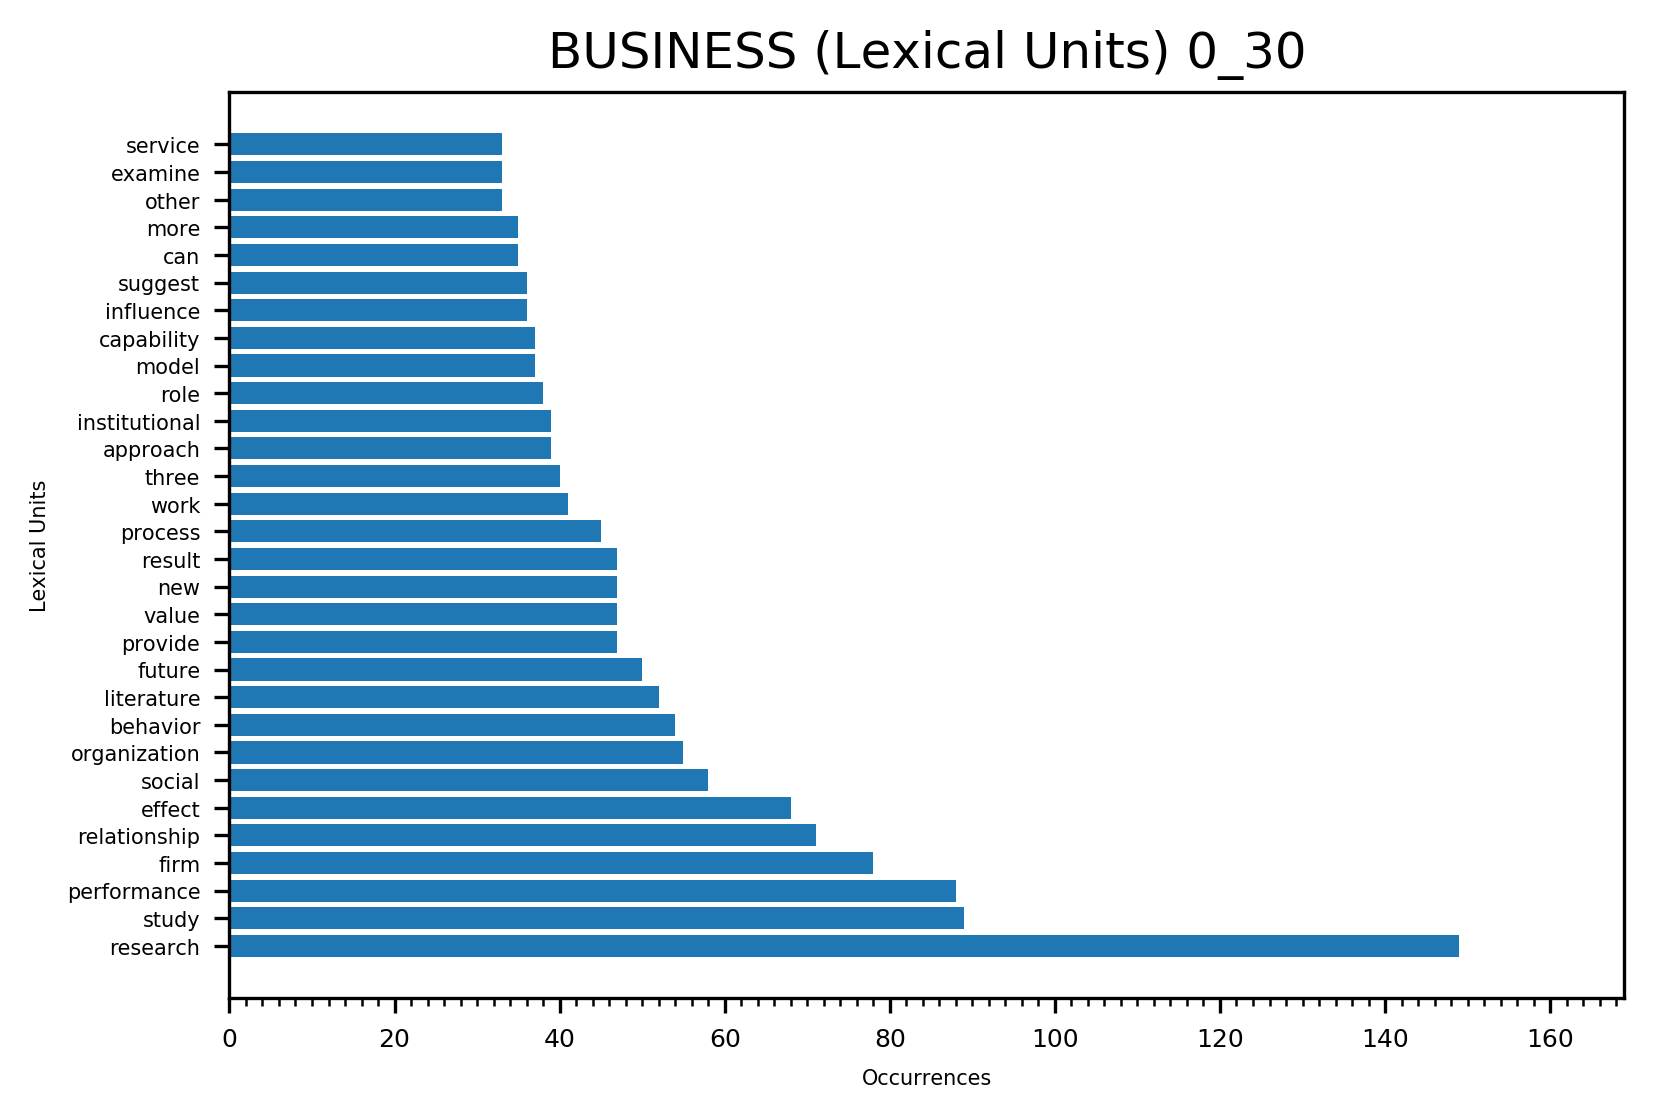 BUSINESS (Lexical Units) 0_30
Lexical Units
service
examine
other
more
can
suggest
influence
capability
model
role
institutional
approach
three
work
process
result
new
value
provide
future
literature
behavior
organization
social
effect
relationship
firm
performance
study
research
0 20 40 60 80 100 120 140 160
Occurrences